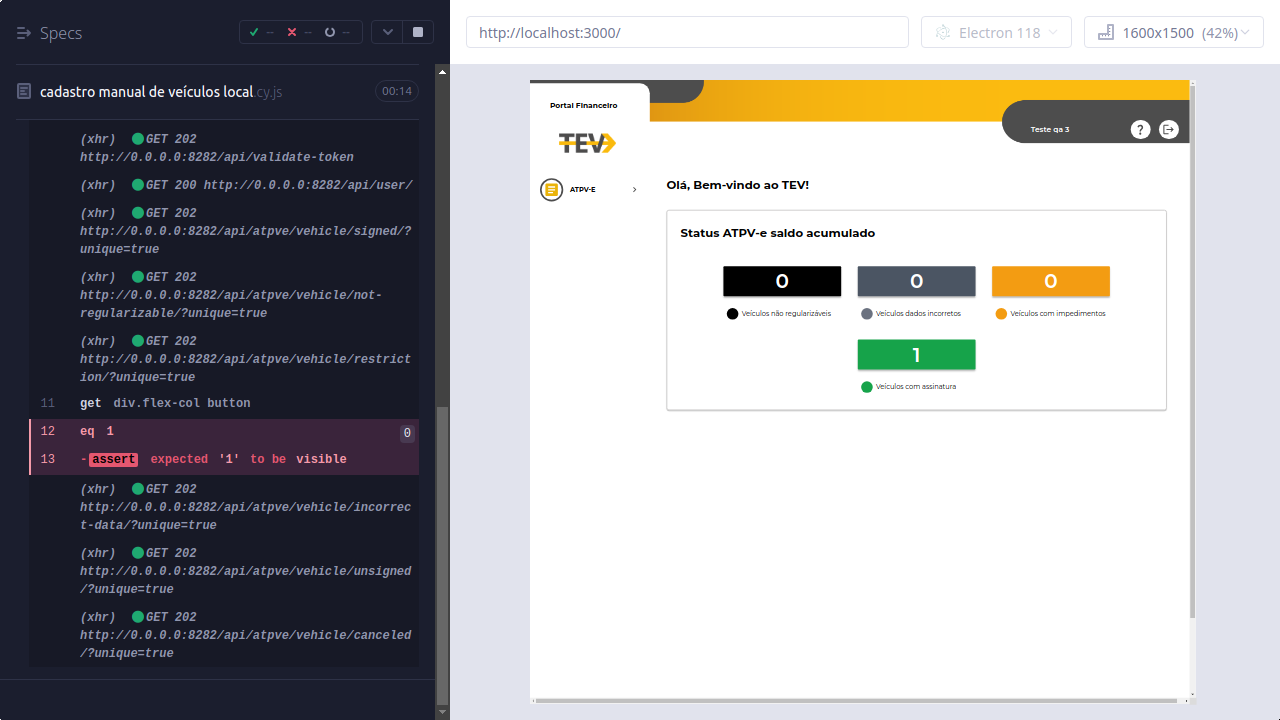 Specs
--
--
--
cadastro manual de veículos local.cy.js
00:14
(xhr) GET 202
http://0.0.0.0:8282/api/validate-token
(xhr) GET 200 http://0.0.0.0:8282/api/user/
(xhr) GET 202
http://0.0.0.0:8282/api/atpve/vehicle/signed/?
unique=true
(xhr) GET 202
http://0.0.0.0:8282/api/atpve/vehicle/not-
regularizable/?unique=true
(xhr) GET 202
http://0.0.0.0:8282/api/atpve/vehicle/restrict
ion/?unique=true
11 get div.flex-col button
12 eq 1 0
13 -assert expected '1' to be visible
(xhr) GET 202
http://0.0.0.0:8282/api/atpve/vehicle/incorrec
t-data/?unique=true
(xhr) GET 202
http://0.0.0.0:8282/api/atpve/vehicle/unsigned
/?unique=true
(xhr) GET 202
http://0.0.0.0:8282/api/atpve/vehicle/canceled
/?unique=true
http://localhost:3000/
Electron 118
1600x1500 (42%)
Portal Financeiro
TEV
ATPV-E
Teste qa 3
?
Olá, Bem-vindo ao TEV!
Status ATPV-e saldo acumulado
0
0
0
Veículos não regularizáveis
Veículos dados incorretos
Veículos com impedimentos
1
Veículos com assinatura